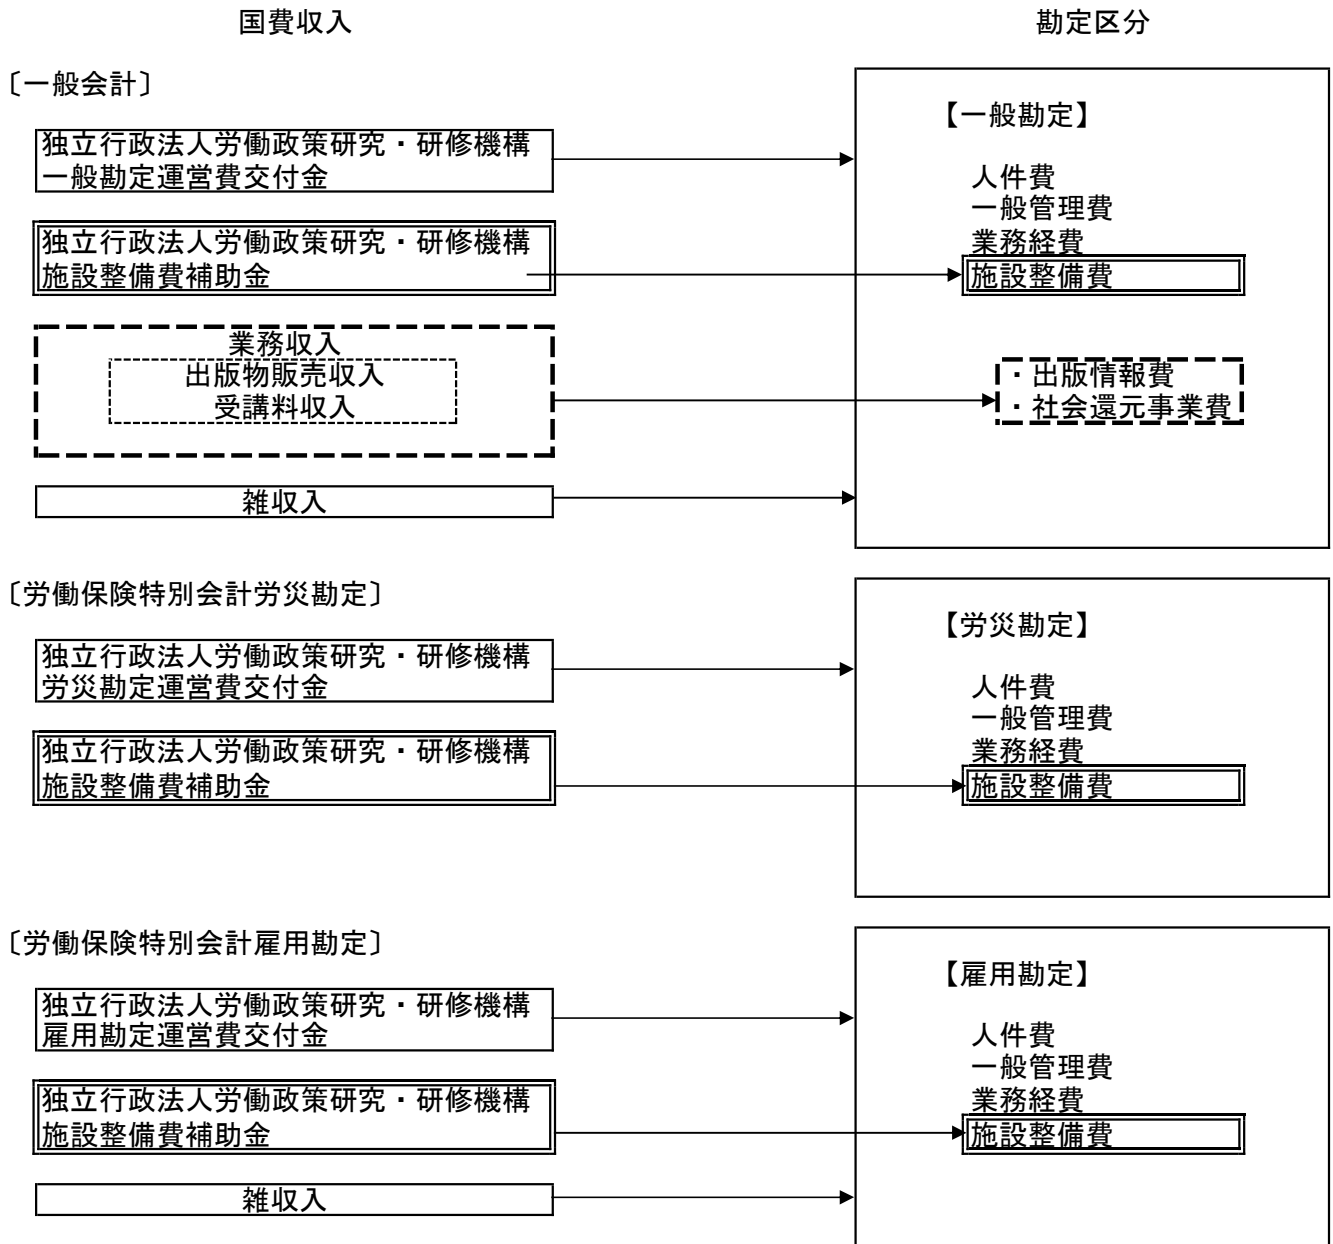 国費収入
勘定区分
〔一般会計〕
【一般勘定】
独立行政法人労働政策研究・研修機構
一般勘定運営費交付金
人件費
一般管理費
業務経費
独立行政法人労働政策研究・研修機構
施設整備費補助金
施設整備費
業務収入
出版物販売収入
受講料収入
・出版情報費
・社会還元事業費
雑収入
〔労働保険特別会計労災勘定〕
【労災勘定】
独立行政法人労働政策研究・研修機構
労災勘定運営費交付金
人件費
一般管理費
業務経費
独立行政法人労働政策研究・研修機構
施設整備費補助金
施設整備費
〔労働保険特別会計雇用勘定〕
【雇用勘定】
独立行政法人労働政策研究・研修機構
雇用勘定運営費交付金
人件費
一般管理費
業務経費
独立行政法人労働政策研究・研修機構
施設整備費補助金
施設整備費
雑収入